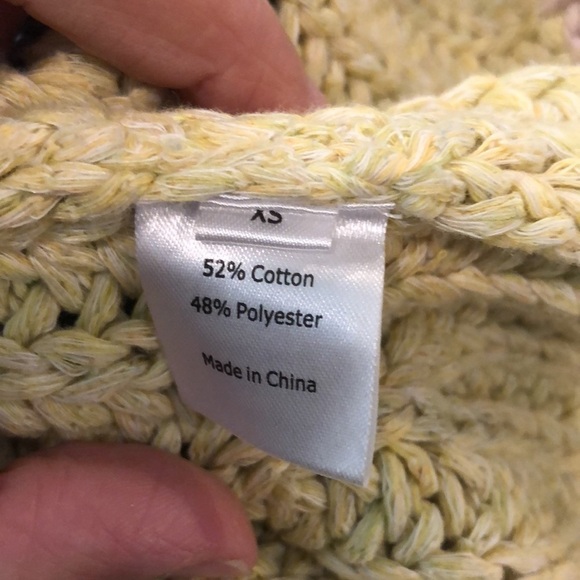 XS
52% Cotton
48% Polyester
Made in China